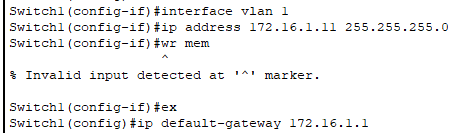 Switch1(config-if)#interface vlan 1
Switch1(config-if)#ip address 172.16.1.11 255.255.255.0
Switch1(config-if)#wr mem
^
% Invalid input detected at '^' marker.
Switch1(config-if)#ex
Switch1(config)#ip default-gateway 172.16.1.1